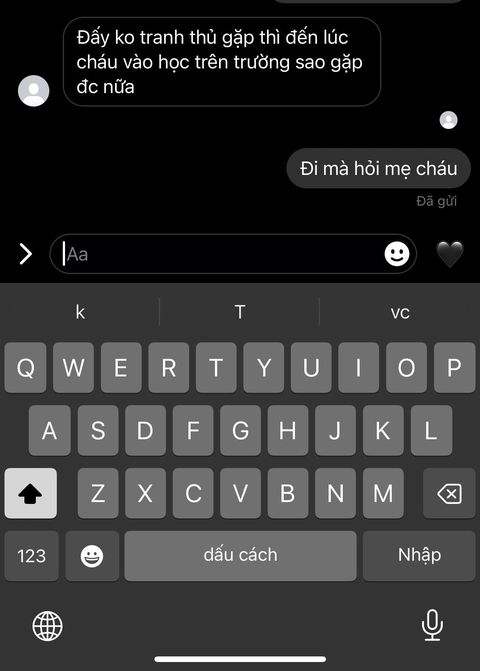 Đấy ko tranh thủ gặp thì đến lúc
cháu vào học trên trường sao gặp
đc nữa
Đi mà hỏi mẹ cháu
Đã gửi
Aa
k T vc
Q W E R T Y U I O P
A S D F G H J K L
Z X C V B N M
123 dấu cách Nhập